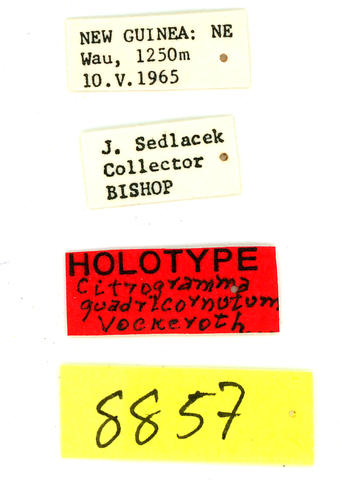 NEW GUINEA: NE
Wau, 1250m
10.V.1965
J. Sedlacek
Collector
BISHOP
HOLOTYPE
Citrogramma
quadricornutum
Vockeroth
8857